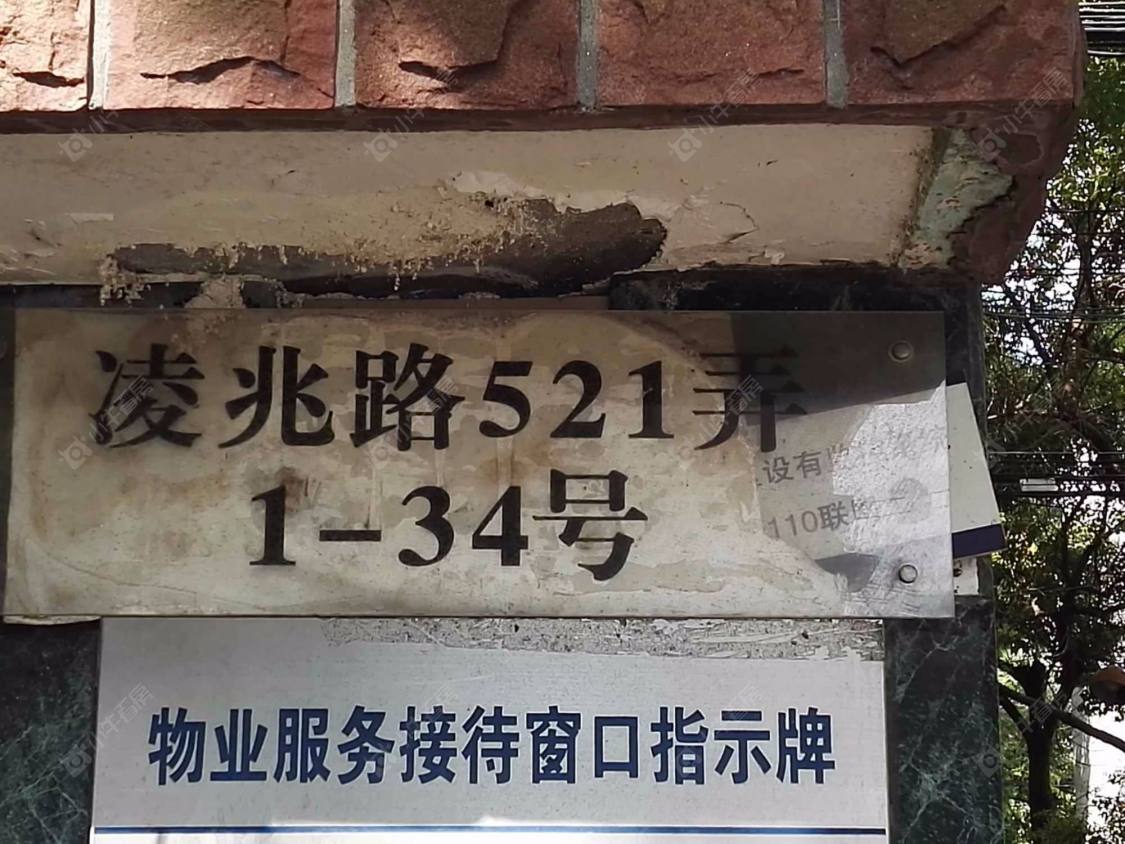 凌兆路521弄
1-34号
设有
110联
物业服务接待窗口指示牌